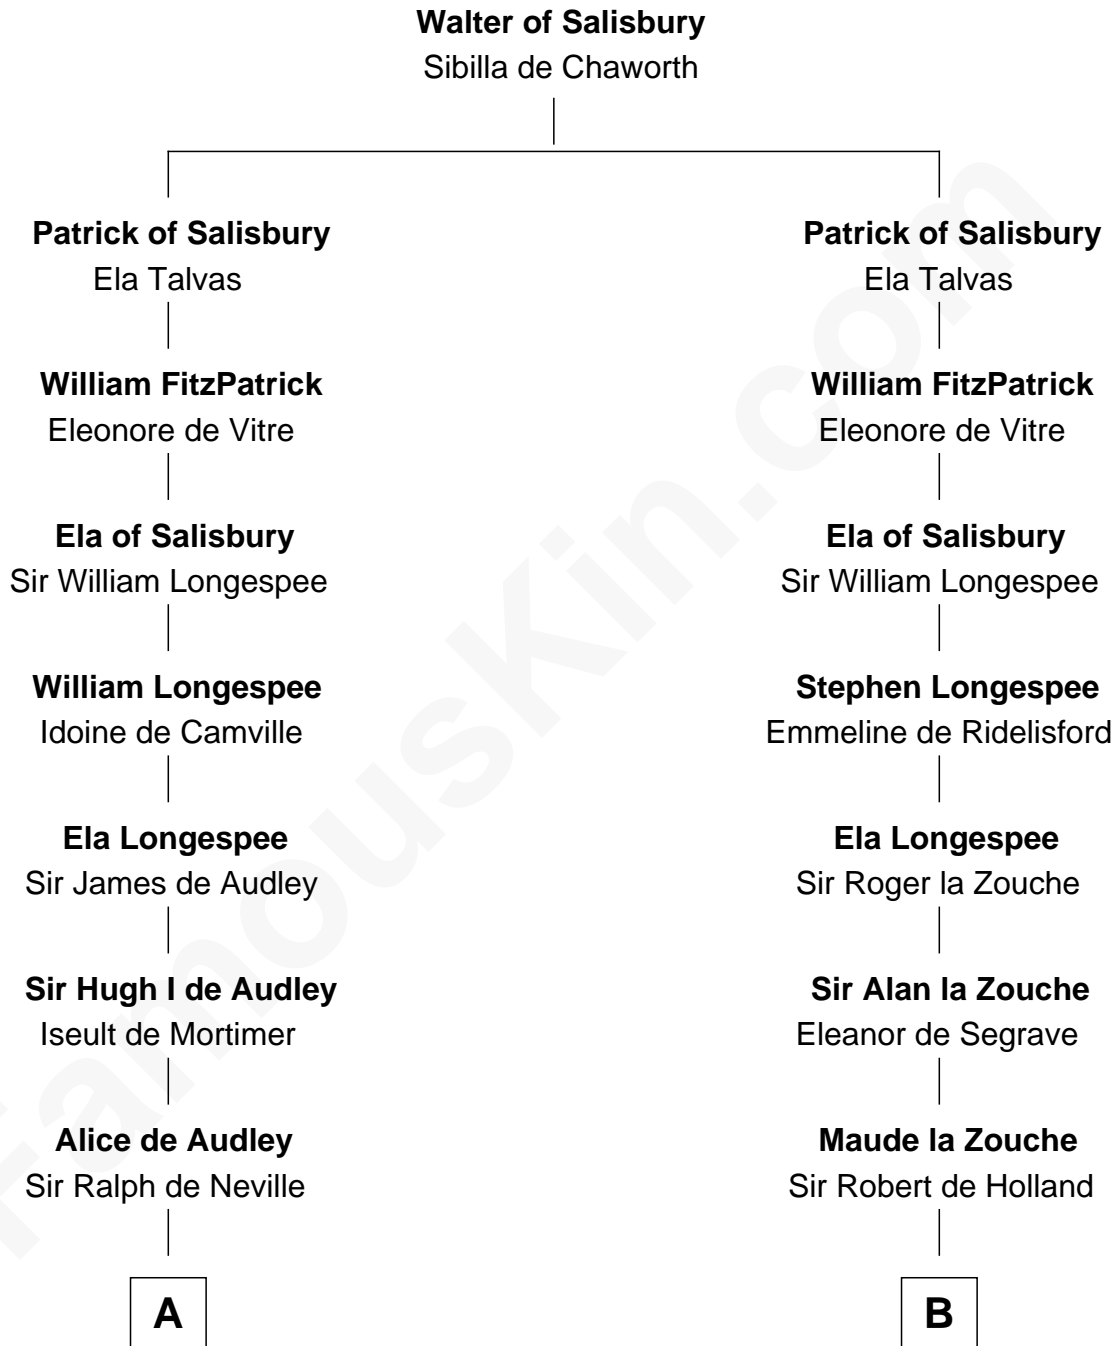 Walter of Salisbury
Sibilla de Chaworth
Patrick of Salisbury
Ela Talvas
William FitzPatrick
Eleonore de Vitre
Ela of Salisbury
Sir William Longespee
William Longespee
Idoine de Camville
Ela Longespee
Sir James de Audley
Sir Hugh I de Audley
Iseult de Mortimer
Alice de Audley
Sir Ralph de Neville
A
Patrick of Salisbury
Ela Talvas
William FitzPatrick
Eleonore de Vitre
Ela of Salisbury
Sir William Longespee
Stephen Longespee
Emmeline de Ridelisford
Ela Longespee
Sir Roger la Zouche
Sir Alan la Zouche
Eleanor de Segrave
Maude la Zouche
Sir Robert de Holland
B
FamousKin.com